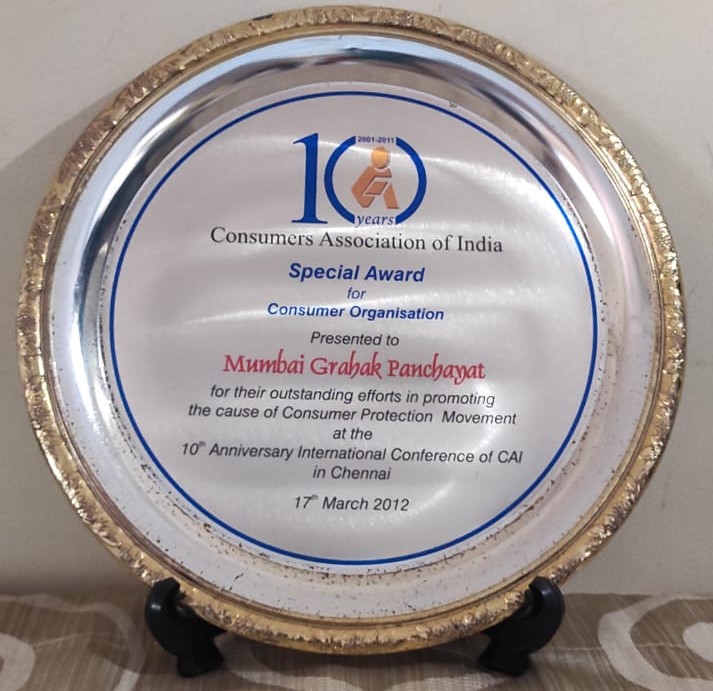 2001-2011
10
years
Consumers Association of India
Special Award
for
Consumer Organisation
Presented to
Mumbai Grahak Panchayat
for their outstanding efforts in promoting
the cause of Consumer Protection Movement
at the
10th Anniversary International Conference of CAI
in Chennai
17th March 2012